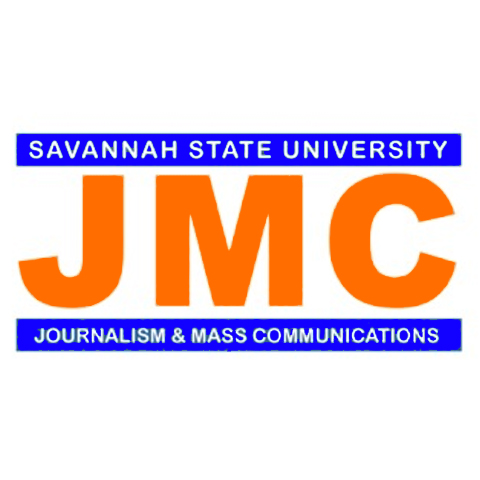 SAVANNAH STATE UNIVERSITY
JMC
JOURNALISM & MASS COMMUNICATIONS